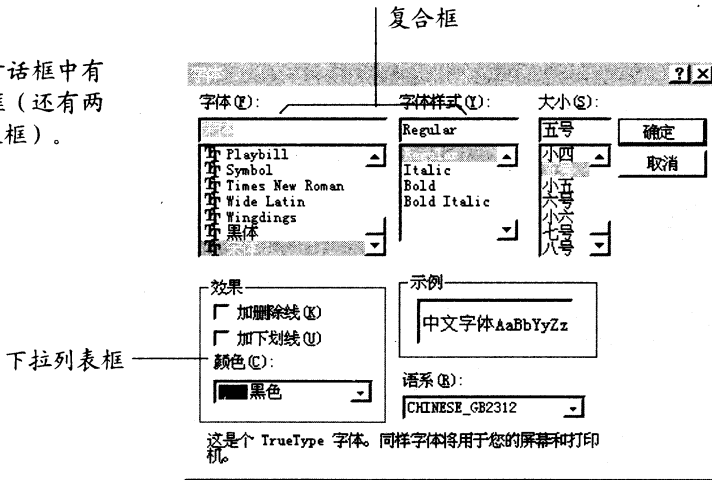 复合框
话框中有
(还有两
框)。
字体(F):
字体样式(Y):
大小(S):
Regular
五号
确定
取消
Playbill
Symbol
Times New Roman
Wide Latin
Wingdings
黑体
Italic
Bold
Bold Italic
小四
小五
六号
小六
七号
八号
效果
加删除线(K)
加下划线(U)
颜色(C):
黑色
示例
中文字体AaBbYyZz
下拉列表框
语系(R):
CHINESE_GB2312
这是个 TrueType 字体。同样字体将用于您的屏幕和打印
机。